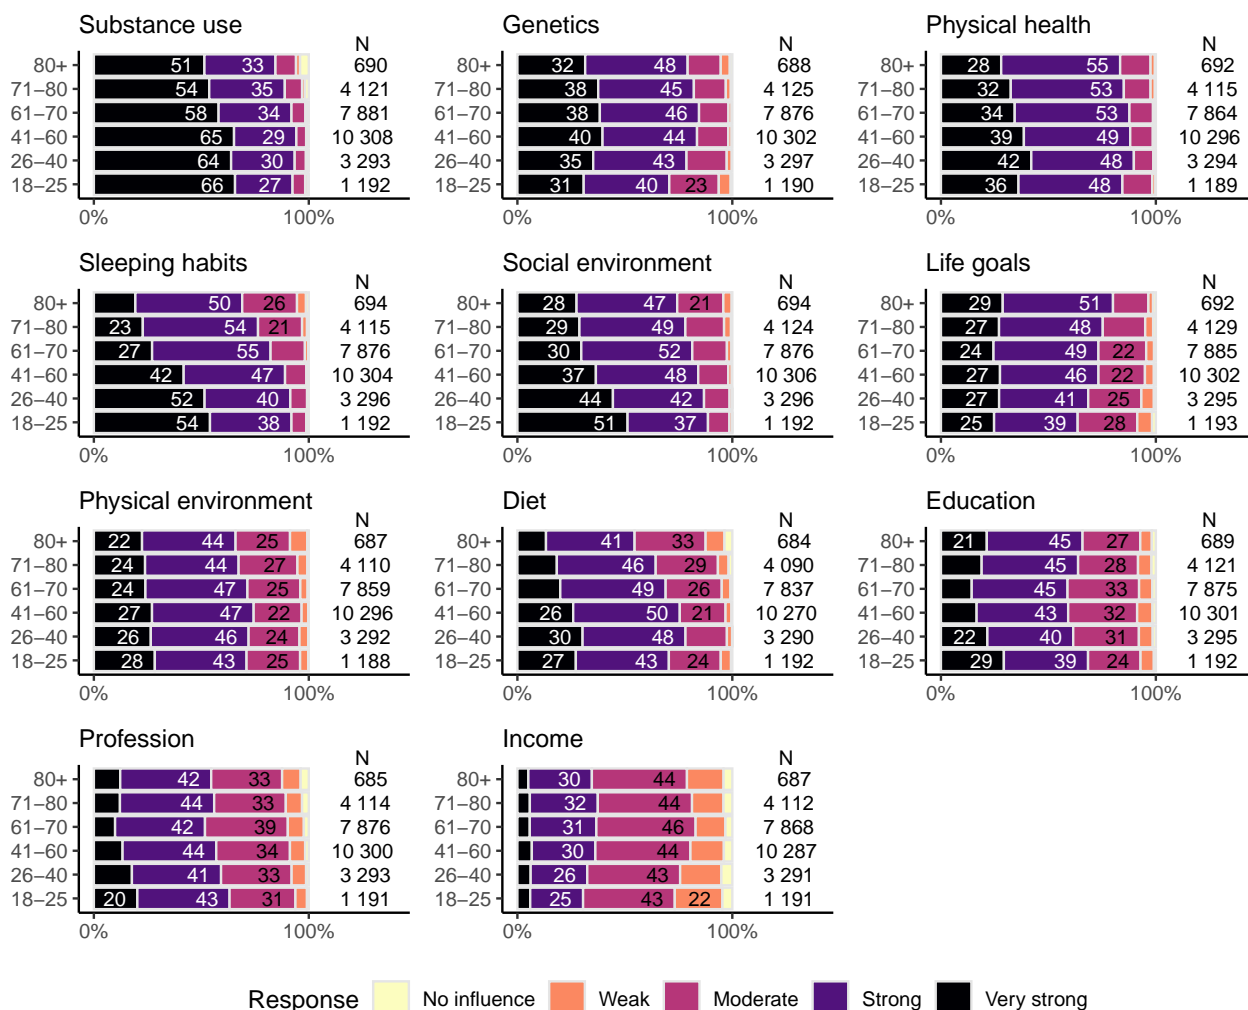 Substance use Genetics Physical health
N N N
80+ 51 33 690 80+ 32 48 688 80+ 28 55 692
71–80 54 35 4 121 71–80 38 45 4 125 71–80 32 53 4 115
61–70 58 34 7 881 61–70 38 46 7 876 61–70 34 53 7 864
41–60 65 29 10 308 41–60 40 44 10 302 41–60 39 49 10 296
26–40 64 30 3 293 26–40 35 43 3 297 26–40 42 48 3 294
18–25 66 27 1 192 18–25 31 40 23 1 190 18–25 36 48 1 189
0% 100% 0% 100% 0% 100%
Sleeping habits Social environment Life goals
N N N
80+ 50 26 694 80+ 28 47 21 694 80+ 29 51 692
71–80 23 54 21 4 115 71–80 29 49 4 124 71–80 27 48 4 129
61–70 27 55 7 876 61–70 30 52 7 876 61–70 24 49 22 7 885
41–60 42 47 10 304 41–60 37 48 10 306 41–60 27 46 22 10 302
26–40 52 40 3 296 26–40 44 42 3 296 26–40 27 41 25 3 295
18–25 54 38 1 192 18–25 51 37 1 192 18–25 25 39 28 1 193
0% 100% 0% 100% 0% 100%
Physical environment Diet Education
N N N
80+ 22 44 25 687 80+ 41 33 684 80+ 21 45 27 689
71–80 24 44 27 4 110 71–80 46 29 4 090 71–80 45 28 4 121
61–70 24 47 25 7 859 61–70 49 26 7 837 61–70 45 33 7 875
41–60 27 47 22 10 296 41–60 26 50 21 10 270 41–60 43 32 10 301
26–40 26 46 24 3 292 26–40 30 48 3 290 26–40 22 40 31 3 295
18–25 28 43 25 1 188 18–25 27 43 24 1 192 18–25 29 39 24 1 192
0% 100% 0% 100% 0% 100%
Profession Income
N N
80+ 42 33 685 80+ 30 44 687
71–80 44 33 4 114 71–80 32 44 4 112
61–70 42 39 7 876 61–70 31 46 7 868
41–60 44 34 10 300 41–60 30 44 10 287
26–40 41 33 3 293 26–40 26 43 3 291
18–25 20 43 31 1 191 18–25 25 43 22 1 191
0% 100% 0% 100%
Response No influence Weak Moderate Strong Very strong